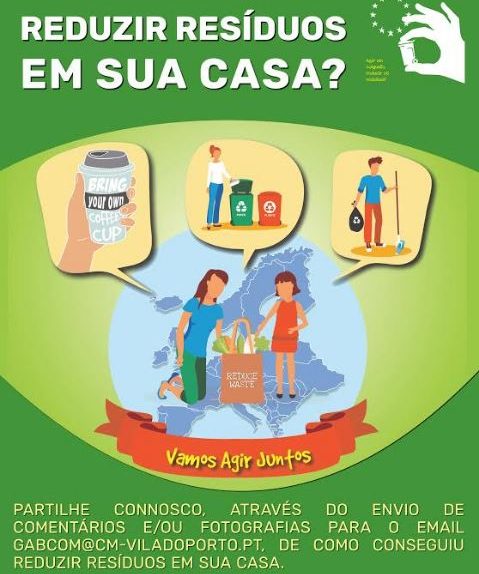 REDUZIR RESÍDUOS
EM SUA CASA?
BRING
your own
COFFEE
CUP
REDUCE
WASTE
Vamos Agir Juntos
PARTILHE CONNOSCO, ATRAVÉS DO ENVIO DE
COMENTÁRIOS E/OU FOTOGRAFIAS PARA O EMAIL
GABCOM@CM-VILADOPORTO.PT, DE COMO CONSEGUIU
REDUZIR RESÍDUOS EM SUA CASA.